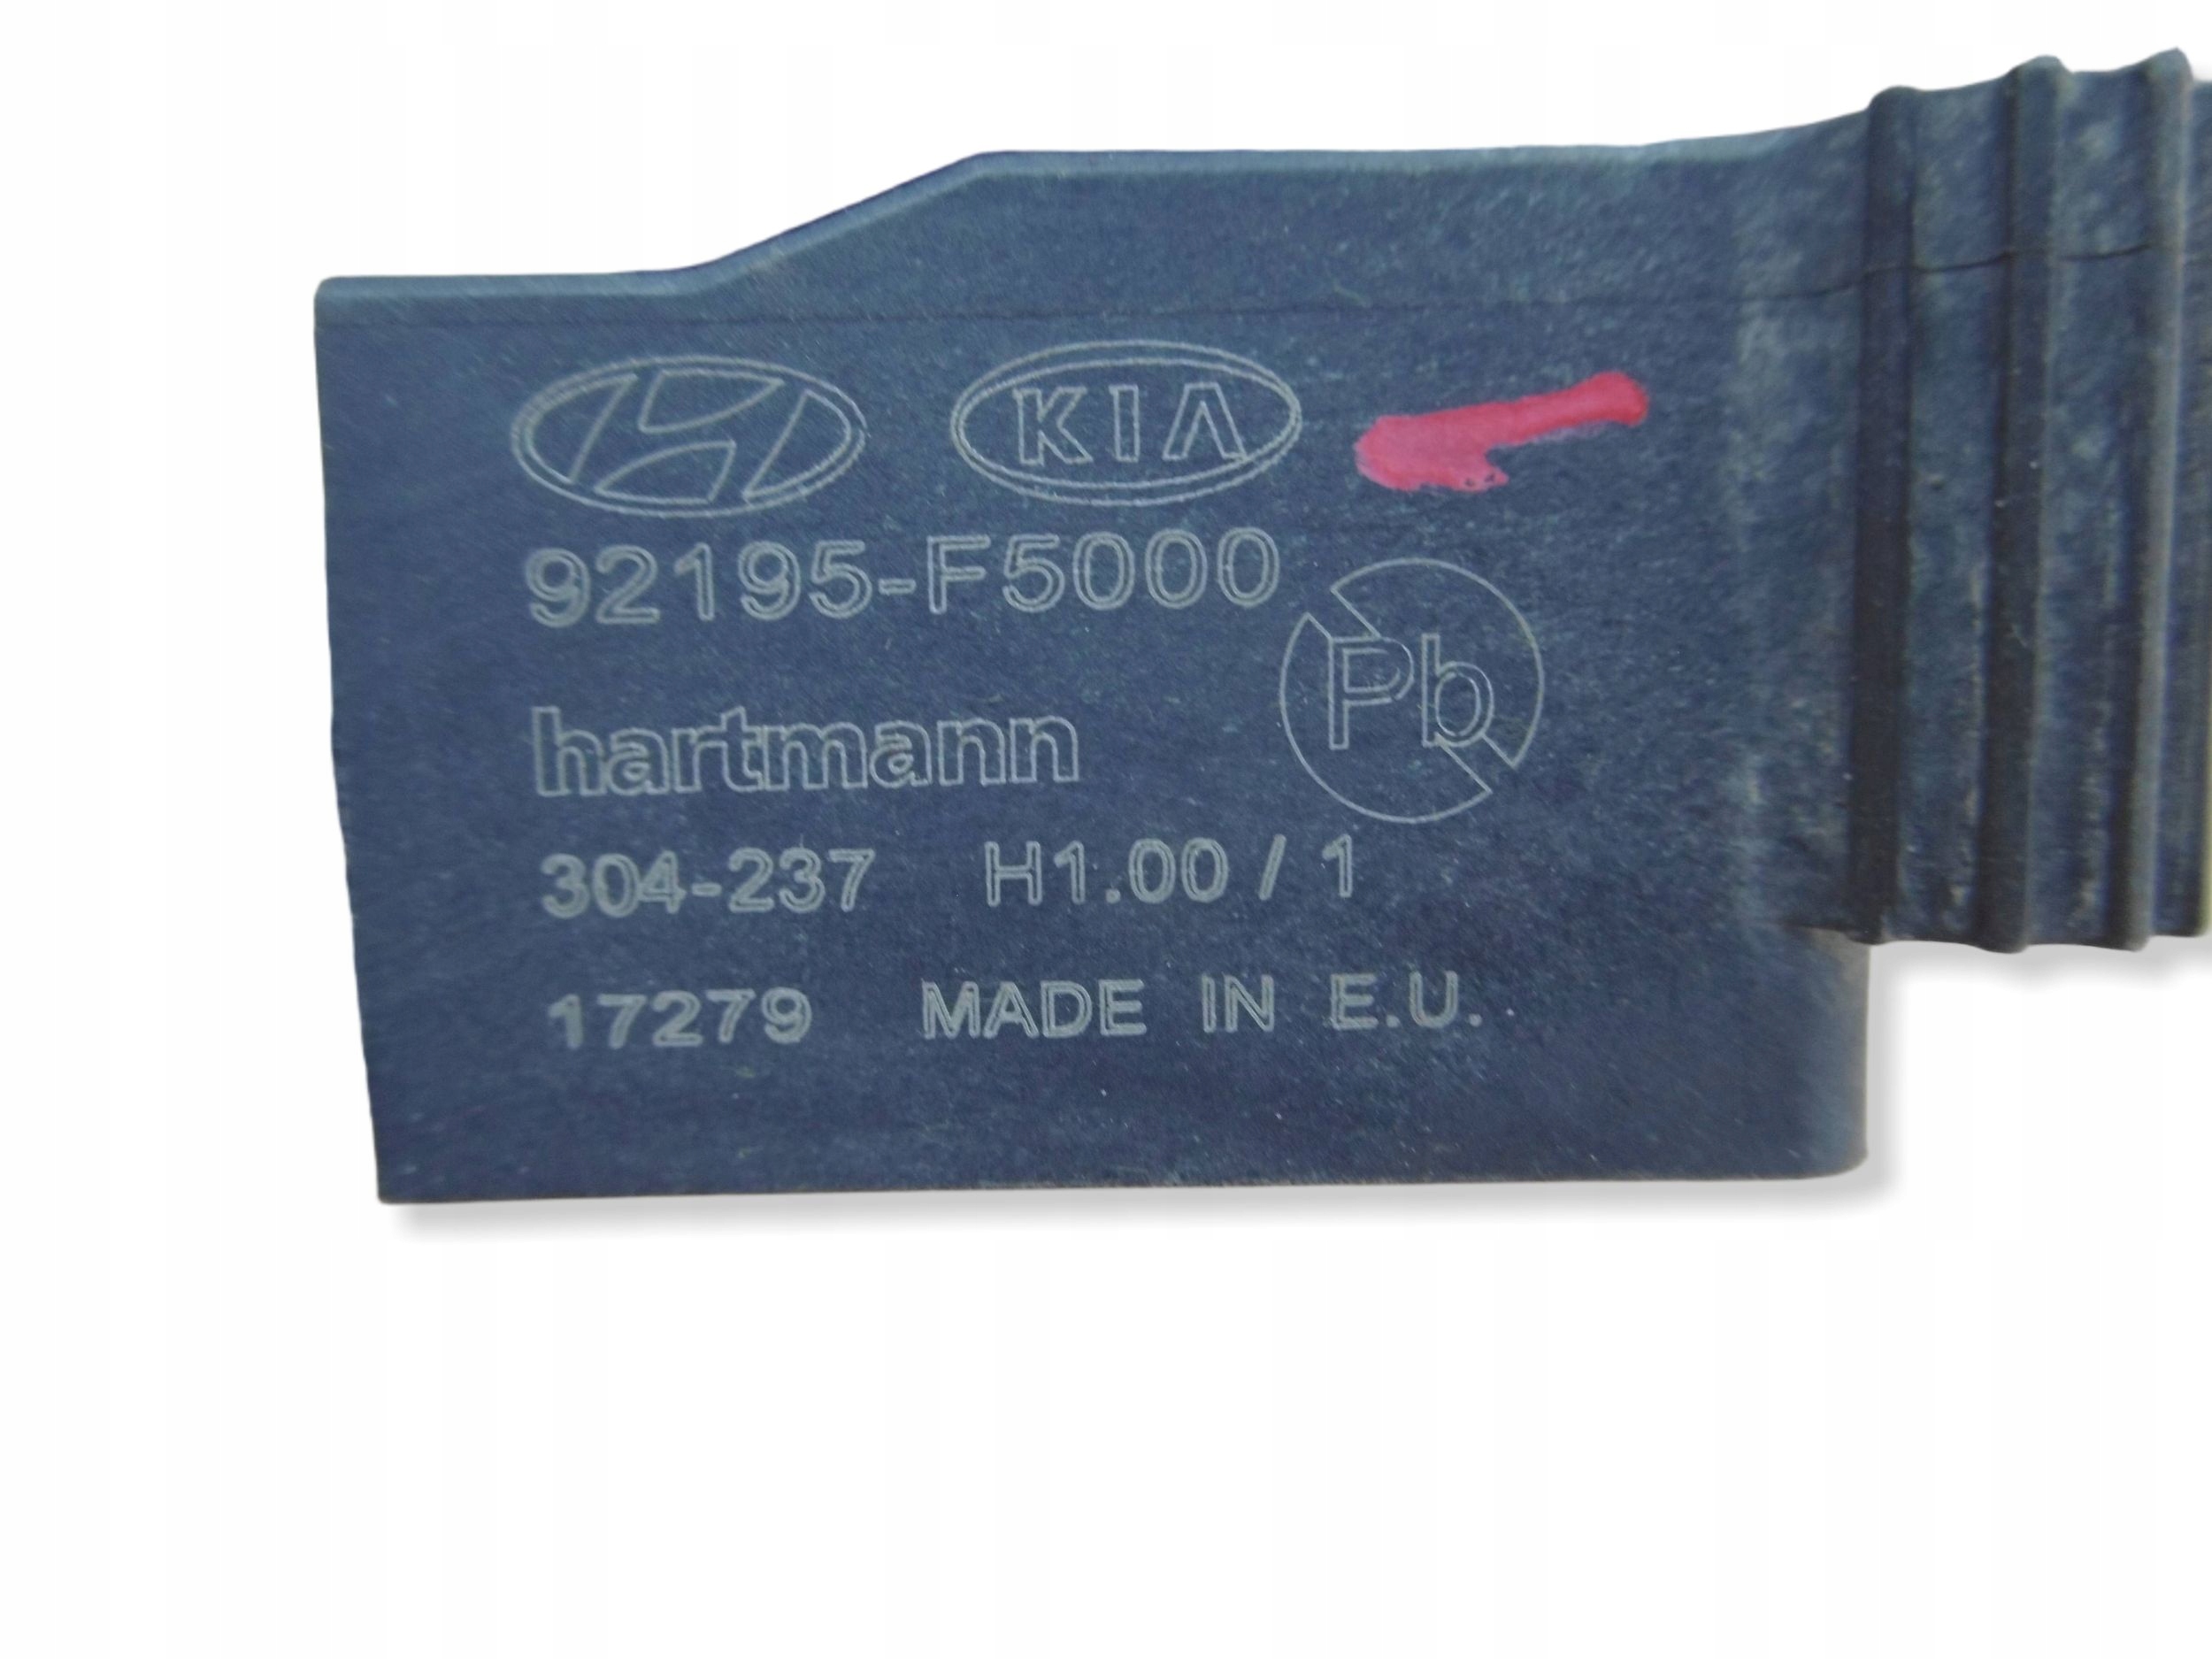 KIA
92195-F5000
Pb
hartmann
304-237 H1.00 / 1
17279 MADE IN E.U.